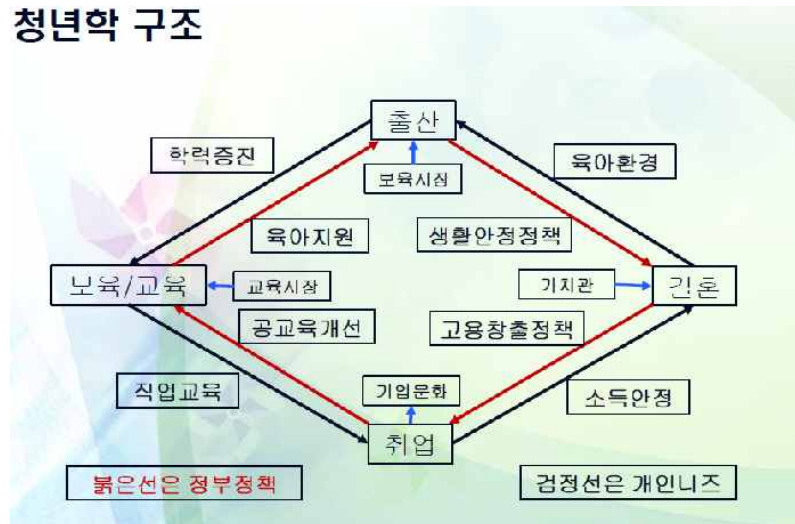 청년학 구조
출산
학력증진
육아환경
보육시장
육아지원
생활안정정책
보육/교육
교육시장
가치관
결혼
공교육개선
고용창출정책
직업교육
기업문화
소득안정
취업
붉은선은 정부정책
검정선은 개인니즈